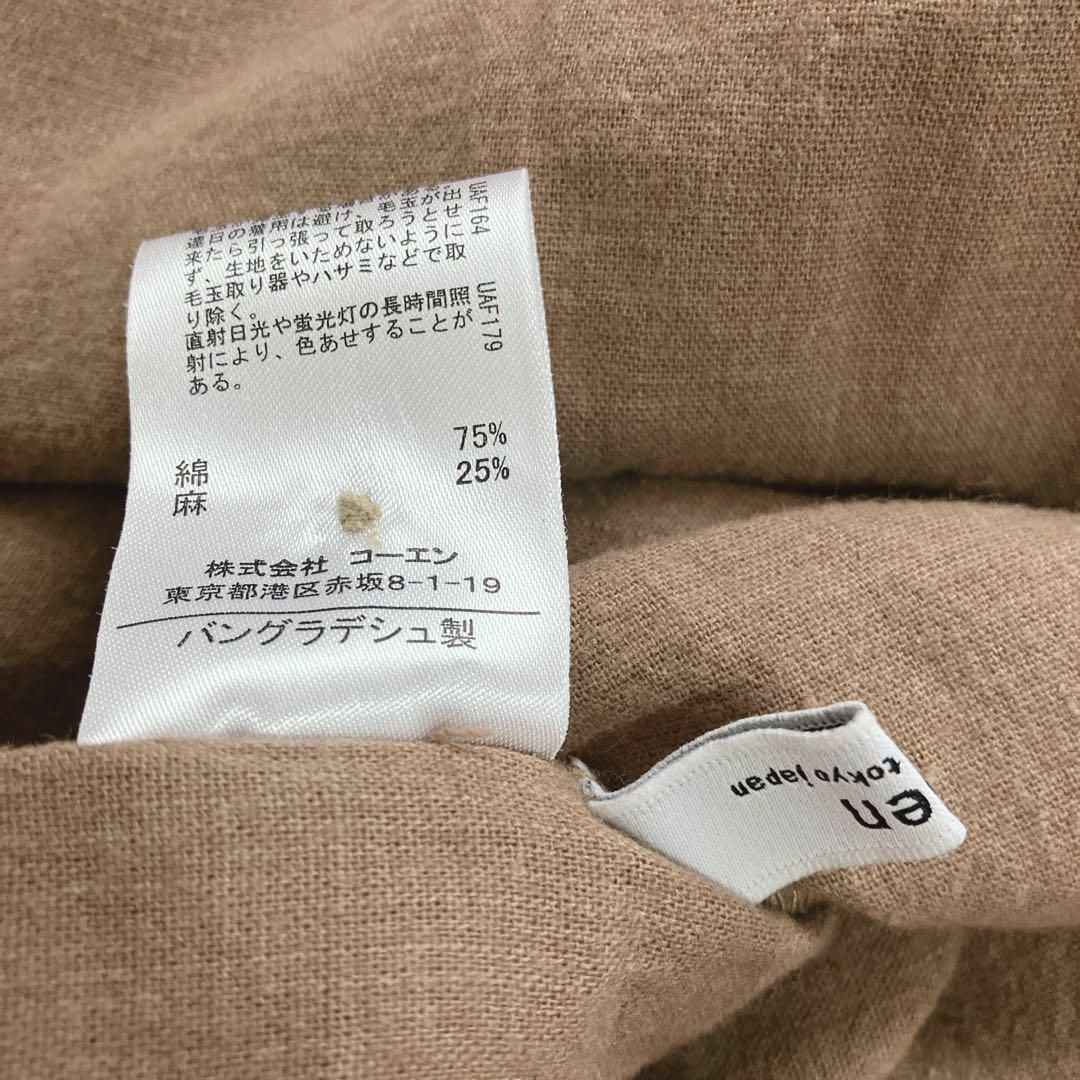 連日の着用は避け、毛玉が出
来たら引っ張って取ろうとせ
ず、生地をいためないように
毛玉取り器やハサミなどで取
り除く。
直射日光や蛍光灯の長時間照
射により、色あせすることが
ある。
UAF164
UAF179
綿 75%
麻 25%
株式会社 コーエン
東京都港区赤坂8-1-19
バングラデシュ製
en
tokyo japan